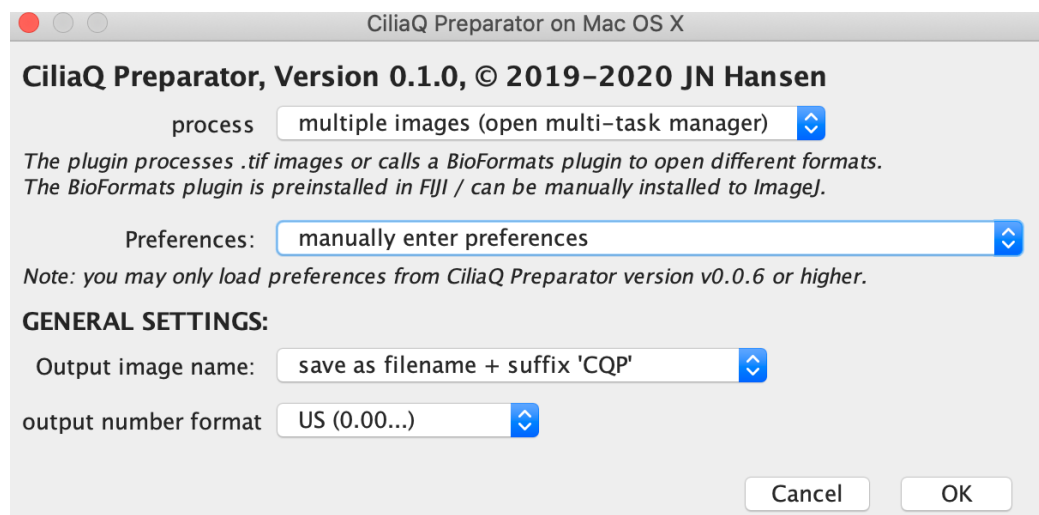 CiliaQ Preparator on Mac OS X
CiliaQ Preparator, Version 0.1.0, © 2019–2020 JN Hansen
process multiple images (open multi-task manager)
The plugin processes .tif images or calls a BioFormats plugin to open different formats.
The BioFormats plugin is preinstalled in FIJI / can be manually installed to ImageJ.
Preferences: manually enter preferences
Note: you may only load preferences from CiliaQ Preparator version v0.0.6 or higher.
GENERAL SETTINGS:
Output image name: save as filename + suffix 'CQP'
output number format US (0.00...)
Cancel OK